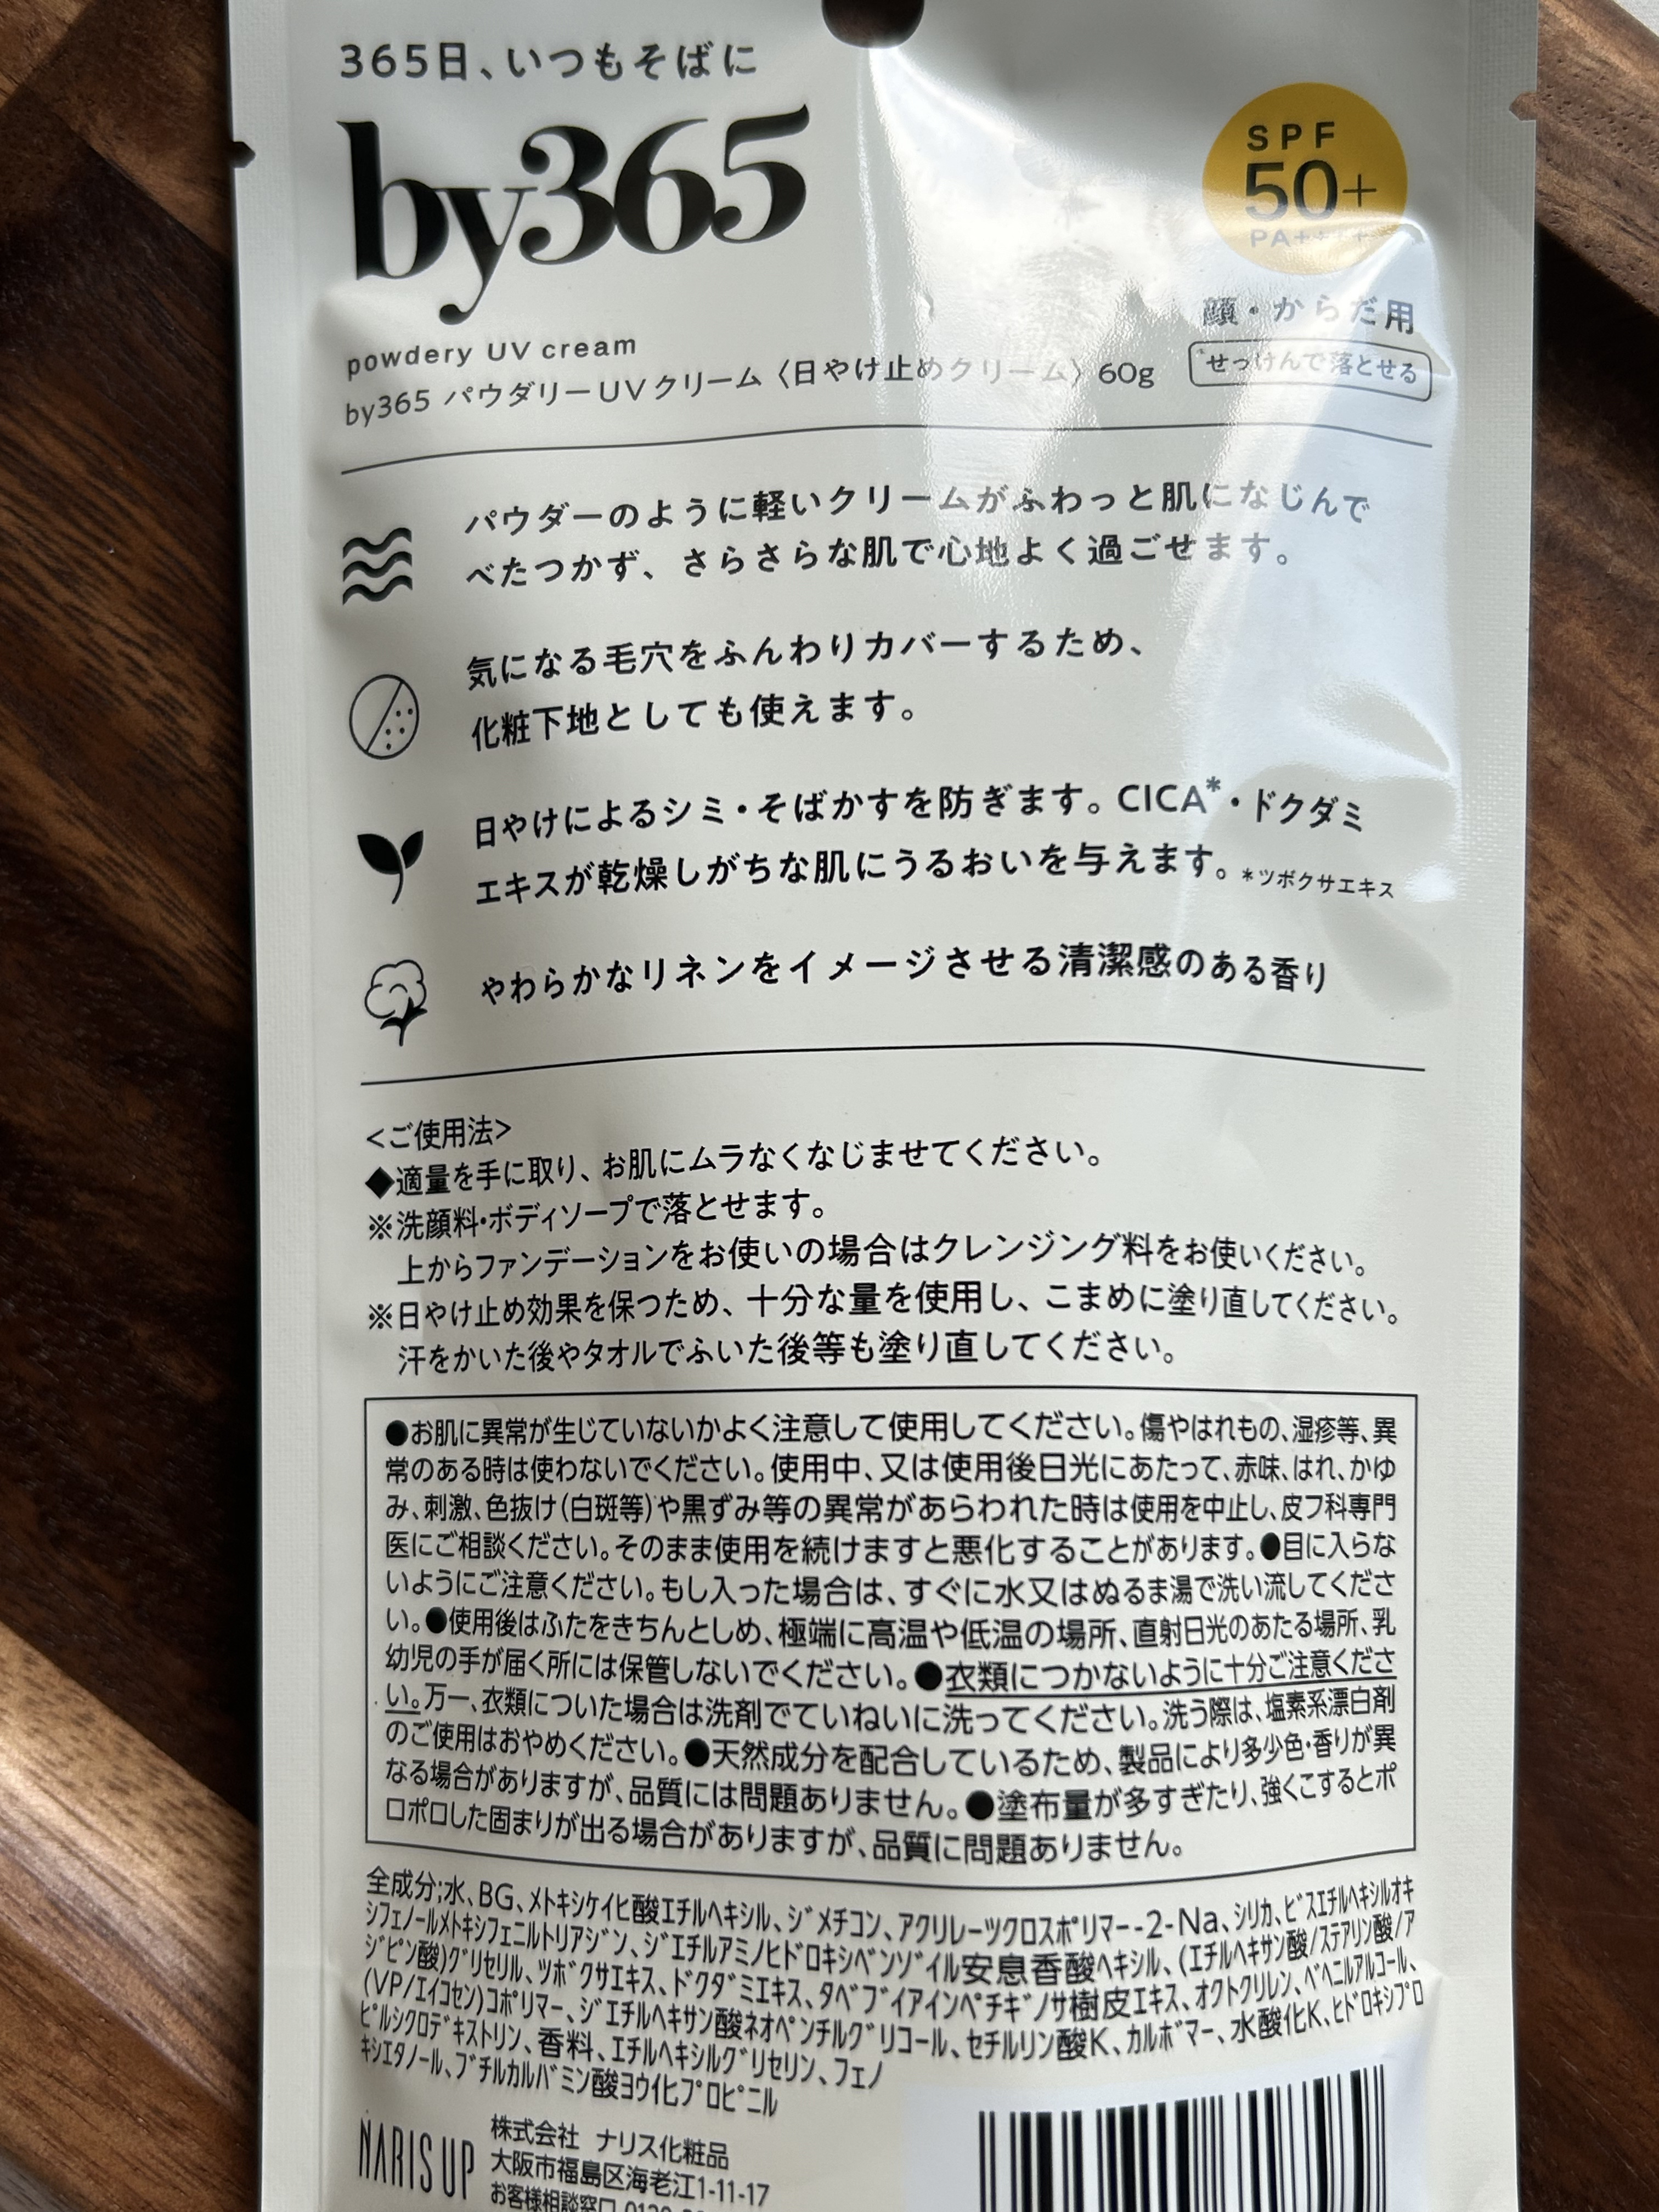 365日、いつもそばに
by365
SPF
50+
PA++++
顔・からだ用
powdery UV cream
by365 パウダリーUVクリーム〈日やけ止めクリーム〉60g
*せっけんで落とせる
パウダーのように軽いクリームがふわっと肌になじんで
べたつかず、さらさらな肌で心地よく過ごせます。
気になる毛穴をふんわりカバーするため、
化粧下地としても使えます。
日やけによるシミ・そばかすを防ぎます。CICA*・ドクダミ
エキスが乾燥しがちな肌にうるおいを与えます。*ツボクサエキス
やわらかなリネンをイメージさせる清潔感のある香り
<ご使用法>
◆適量を手に取り、お肌にムラなくなじませてください。
※洗顔料・ボディソープで落とせます。
上からファンデーションをお使いの場合はクレンジング料をお使いください。
※日やけ止め効果を保つため、十分な量を使用し、こまめに塗り直してください。
汗をかいた後やタオルでふいた後等も塗り直してください。
●お肌に異常が生じていないかよく注意して使用してください。傷やはれもの、湿疹等、異
常のある時は使わないでください。使用中、又は使用後日光にあたって、赤味、はれ、かゆ
み、刺激、色抜け(白斑等)や黒ずみ等の異常があらわれた時は使用を中止し、皮フ科専門
医にご相談ください。そのまま使用を続けますと悪化することがあります。●目に入らな
いようにご注意ください。もし入った場合は、すぐに水又はぬるま湯で洗い流してくださ
い。●使用後はふたをきちんとしめ、極端に高温や低温の場所、直射日光のあたる場所、乳
幼児の手が届く所には保管しないでください。●衣類につかないように十分ご注意くださ
い。万一、衣類についた場合は洗剤でていねいに洗ってください。洗う際は、塩素系漂白剤
のご使用はおやめください。●天然成分を配合しているため、製品により多少色・香りが異
なる場合がありますが、品質には問題ありません。●塗布量が多すぎたり、強くこするとポ
ロポロした固まりが出る場合がありますが、品質に問題ありません。
全成分;水、BG、メトキシケイヒ酸エチルヘキシル、ジメチコン、アクリレーツクロスポリマー-2-Na、シリカ、ビスエチルヘキシルオキ
シフェノールメトキシフェニルトリアジン、ジエチルアミノヒドロキシベンゾイル安息香酸ヘキシル、(エチルヘキサン酸/ステアリン酸/ア
ジピン酸)グリセリル、ツボクサエキス、ドクダミエキス、タベブイアインペチギノサ樹皮エキス、オクトクリレン、ベヘニルアルコール、
(VP/エイコセン)コポリマー、ジエチルヘキサン酸ネオペンチルグリコール、セチルリン酸K、カルボマー、水酸化K、ヒドロキシプロ
ピルシクロデキストリン、香料、エチルヘキシルグリセリン、フェノ
キシエタノール、ブチルカルバミン酸ヨウ化プロピニル
NARIS UP
株式会社 ナリス化粧品
大阪市福島区海老江1-11-17
お客様相談窓口